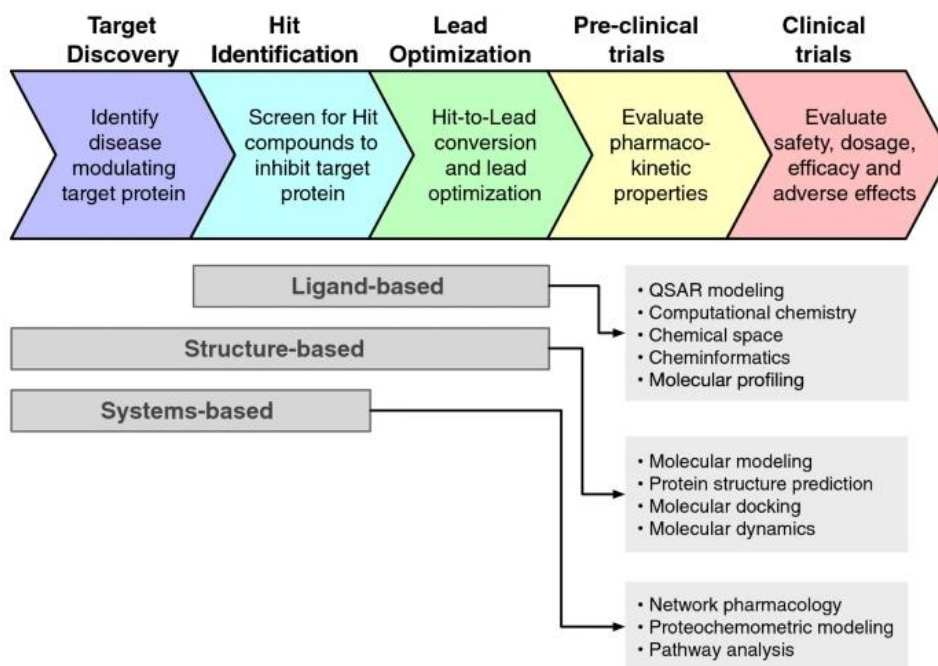 Target
Discovery
Hit
Identification
Lead
Optimization
Pre-clinical
trials
Clinical
trials
Identify
disease
modulating
target protein
Screen for Hit
compounds to
inhibit target
protein
Hit-to-Lead
conversion
and lead
optimization
Evaluate
pharmaco-
kinetic
properties
Evaluate
safety, dosage,
efficacy and
adverse effects
Ligand-based
Structure-based
Systems-based
• QSAR modeling
• Computational chemistry
• Chemical space
• Cheminformatics
• Molecular profiling
• Molecular modeling
• Protein structure prediction
• Molecular docking
• Molecular dynamics
• Network pharmacology
• Proteochemometric modeling
• Pathway analysis